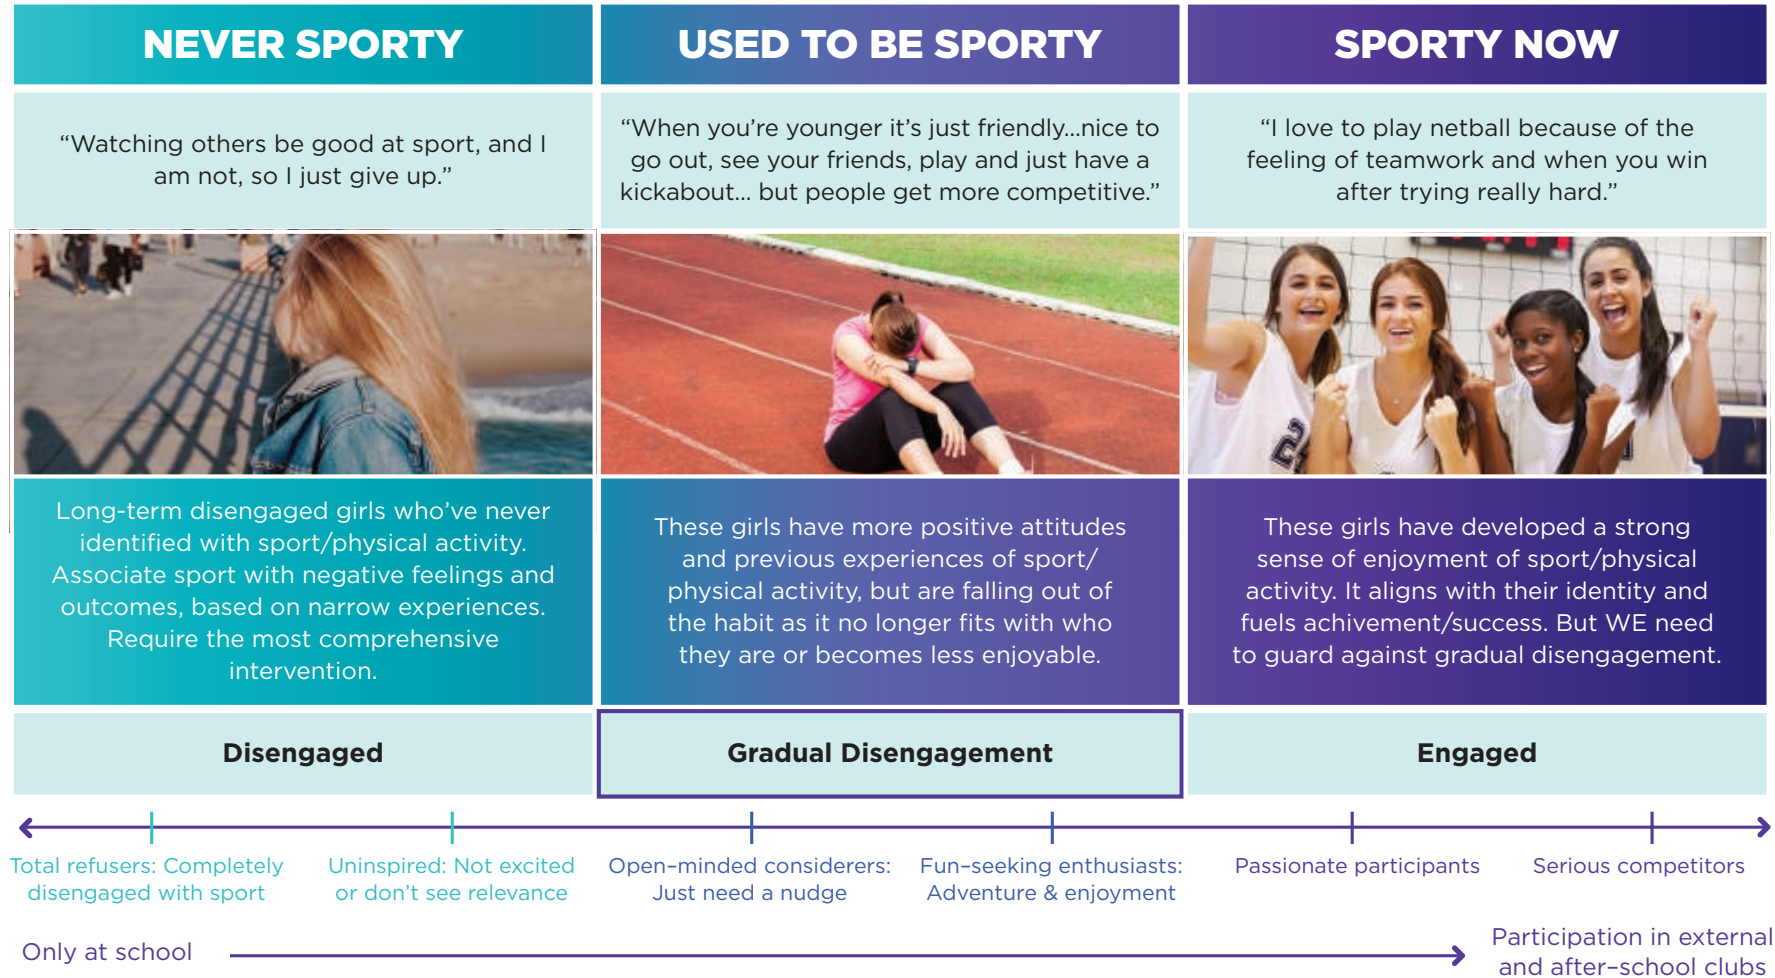 NEVER SPORTY
USED TO BE SPORTY
SPORTY NOW
“Watching others be good at sport, and I
am not, so I just give up.”
“When you’re younger it’s just friendly...nice to
go out, see your friends, play and just have a
kickabout... but people get more competitive.”
“I love to play netball because of the
feeling of teamwork and when you win
after trying really hard.”
Long-term disengaged girls who’ve never
identified with sport/physical activity.
Associate sport with negative feelings and
outcomes, based on narrow experiences.
Require the most comprehensive
intervention.
These girls have more positive attitudes
and previous experiences of sport/
physical activity, but are falling out of
the habit as it no longer fits with who
they are or becomes less enjoyable.
These girls have developed a strong
sense of enjoyment of sport/physical
activity. It aligns with their identity and
fuels achivement/success. But WE need
to guard against gradual disengagement.
Disengaged
Gradual Disengagement
Engaged
Total refusers: Completely
disengaged with sport
Uninspired: Not excited
or don’t see relevance
Open–minded considerers:
Just need a nudge
Fun–seeking enthusiasts:
Adventure & enjoyment
Passionate participants
Serious competitors
Only at school
Participation in external
and after–school clubs